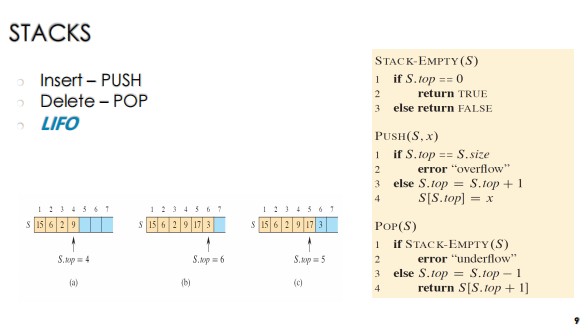 STACKS
Insert – PUSH
Delete – POP
LIFO
1 2 3 4 5 6 7
S 15 6 2 9
S.top = 4
(a)
1 2 3 4 5 6 7
S 15 6 2 9 17 3
S.top = 6
(b)
1 2 3 4 5 6 7
S 15 6 2 9 17 3
S.top = 5
(c)
STACK-EMPTY(S)
1 if S.top == 0
2 return TRUE
3 else return FALSE
PUSH(S, x)
1 if S.top == S.size
2 error “overflow”
3 else S.top = S.top + 1
4 S[S.top] = x
POP(S)
1 if STACK-EMPTY(S)
2 error “underflow”
3 else S.top = S.top − 1
4 return S[S.top + 1]
9